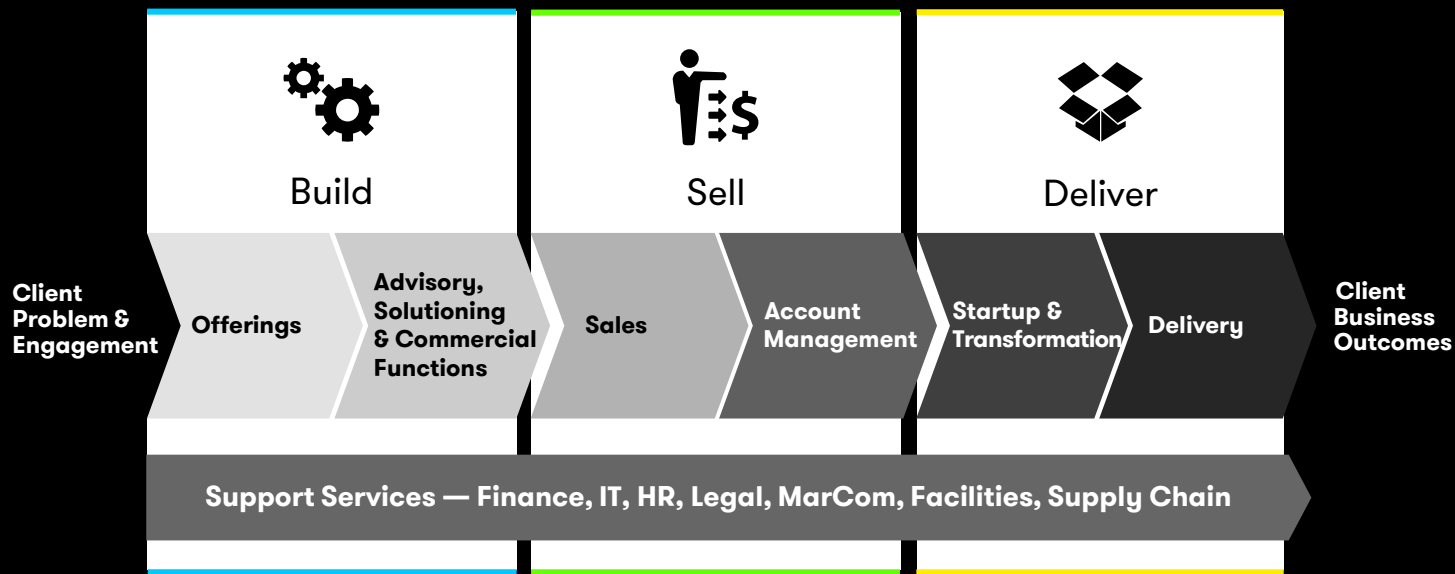 Build
Sell
Deliver
Client
Problem &
Engagement
Offerings
Advisory,
Solutioning
& Commercial
Functions
Sales
Account
Management
Startup &
Transformation
Delivery
Client
Business
Outcomes
Support Services — Finance, IT, HR, Legal, MarCom, Facilities, Supply Chain